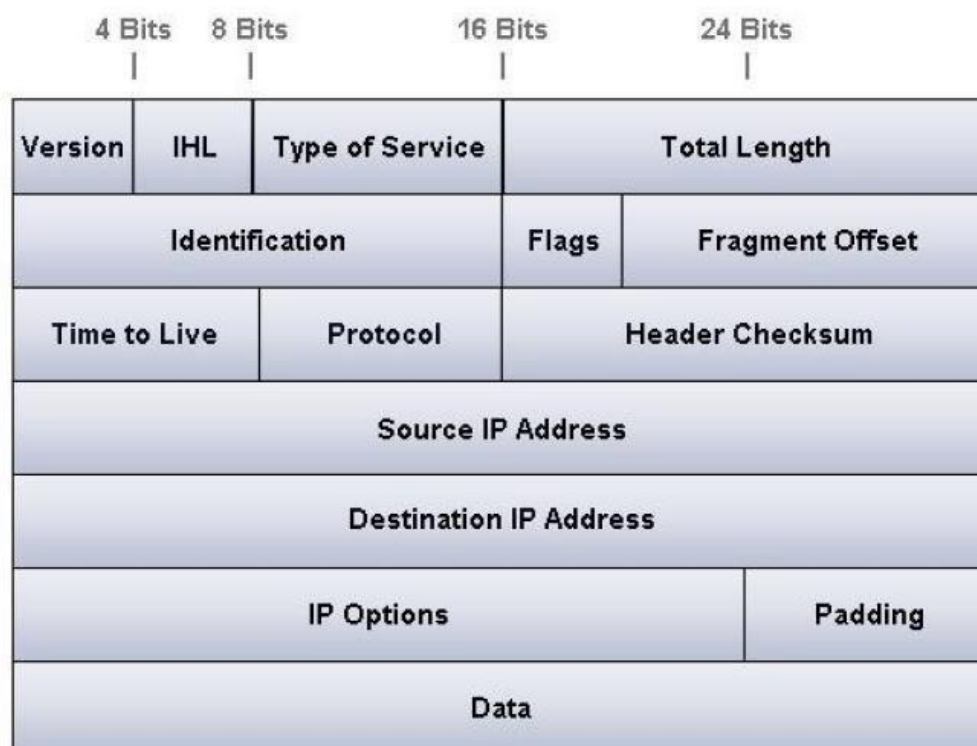 4 Bits 8 Bits 16 Bits 24 Bits
Version IHL Type of Service Total Length
Identification Flags Fragment Offset
Time to Live Protocol Header Checksum
Source IP Address
Destination IP Address
IP Options Padding
Data